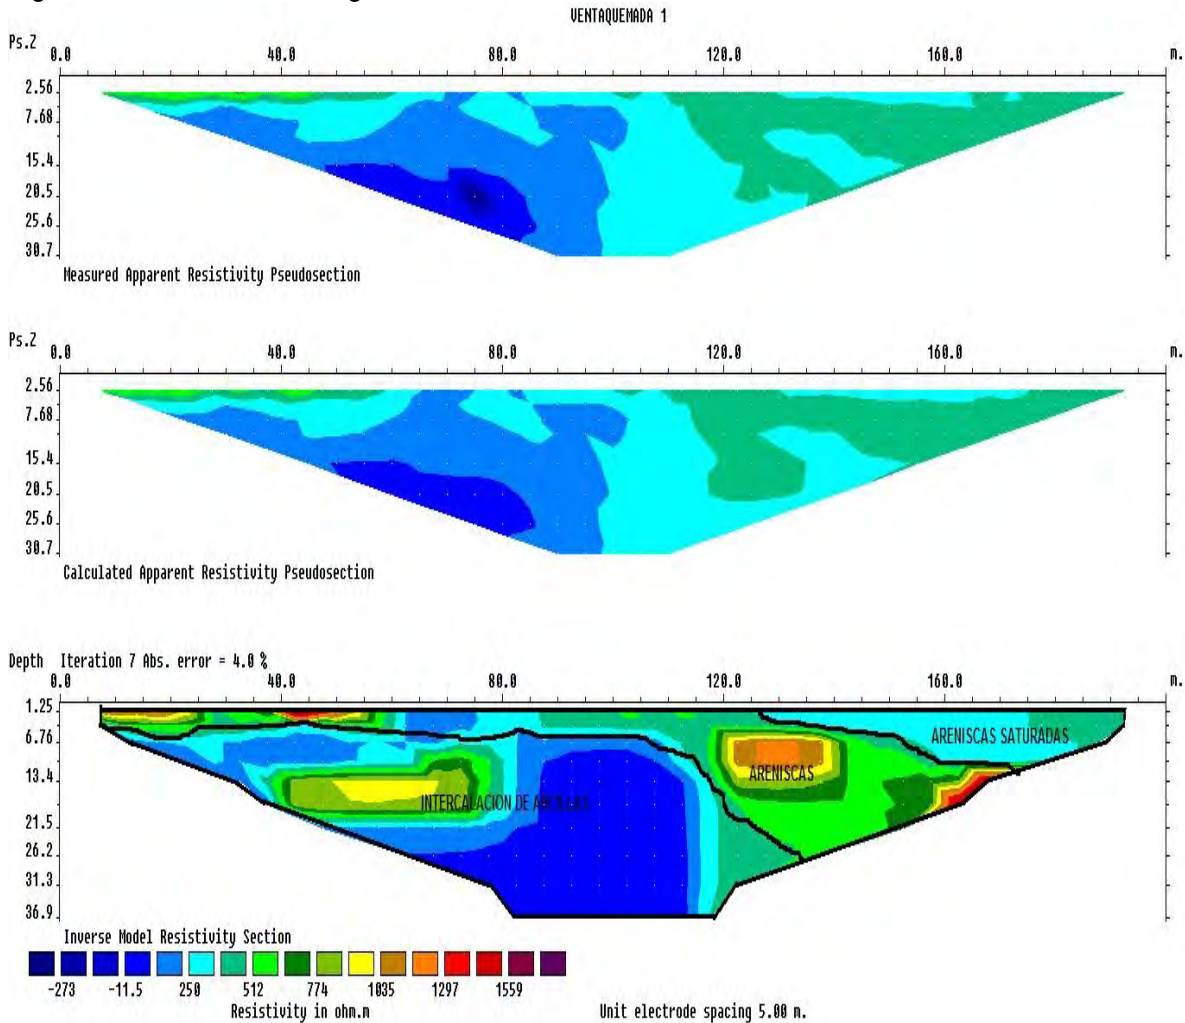 VENTAQUEMADA 1
Ps.Z 0.0 40.0 80.0 120.0 160.0 m.
2.56
7.68
15.4
20.5
25.6
30.7
Measured Apparent Resistivity Pseudosection
Ps.Z 0.0 40.0 80.0 120.0 160.0 m.
2.56
7.68
15.4
20.5
25.6
30.7
Calculated Apparent Resistivity Pseudosection
Depth Iteration 7 Abs. error = 4.0 %
0.0 40.0 80.0 120.0 160.0 m.
1.25
6.76
ARENISCAS SATURADAS
13.4
ARENISCAS
INTERCALACION DE ARCILLAS
21.5
26.2
31.3
36.9
Inverse Model Resistivity Section
-273 -11.5 250 512 774 1035 1297 1559
Resistivity in ohm.m Unit electrode spacing 5.00 m.